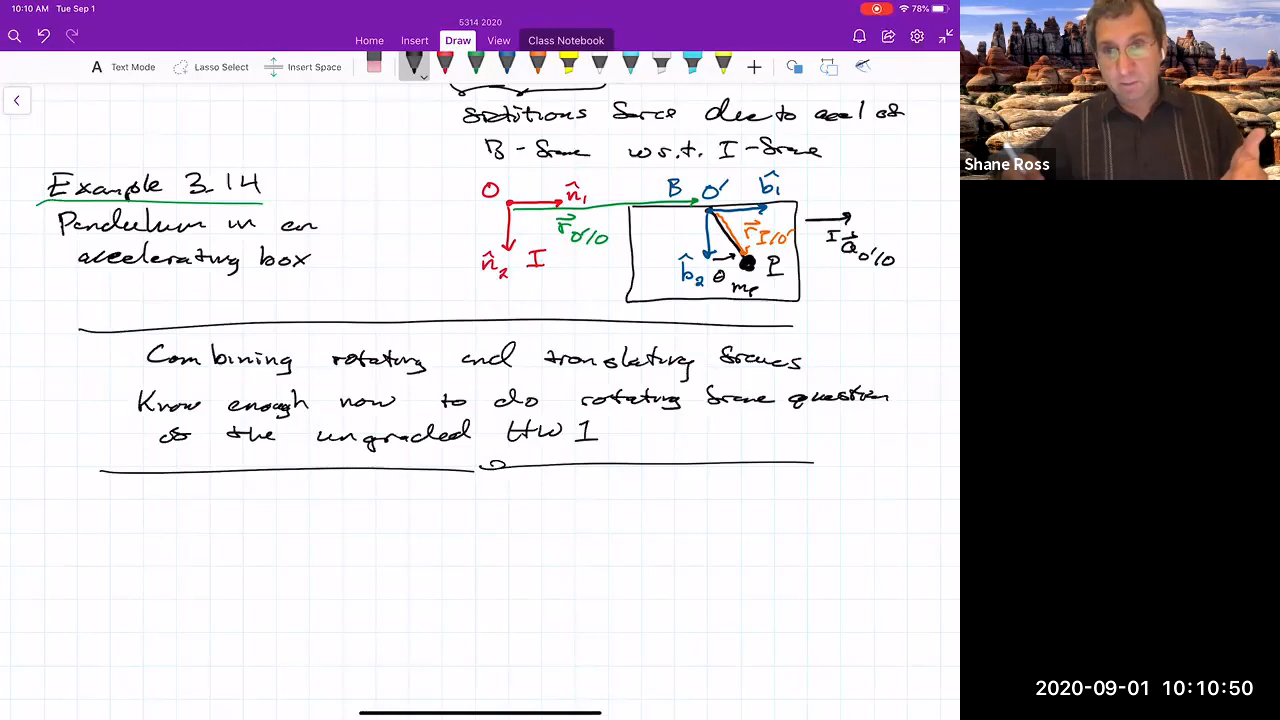 10:10 AM Tue Sep 1
78%
5314 2020
Home Insert Draw View Class Notebook
Text Mode Lasso Select Insert Space
fictitious force due to accel of
B-frame w.r.t. I-frame
Shane Ross
Example 3.14
Pendulum in an
accelerating box
O n̂₁ B O′ b̂₁
r⃗O′/O r⃗I/O′ I a⃗O′/O
n̂₂ I b̂₂ θ P
mₚ
Combining rotating and translating frames
Know enough now to do rotating frame question
of the ungraded HW 1
2020-09-01 10:10:50